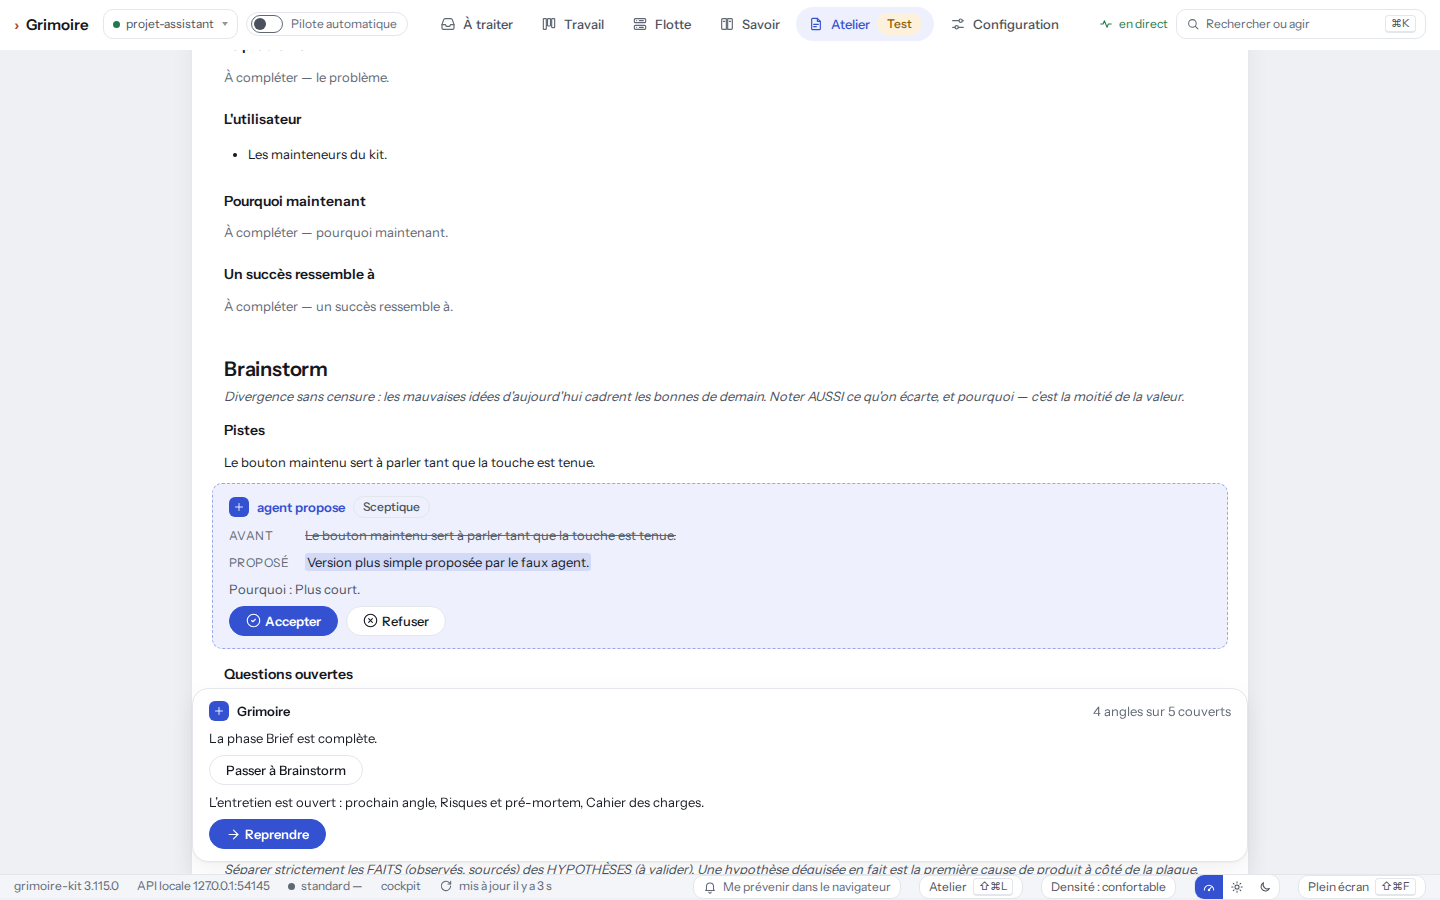 Grimoire
projet-assistant
Pilote automatique
À traiter
Travail
Flotte
Savoir
Atelier
Test
Configuration
en direct
Rechercher ou agir
⌘K
À compléter — le problème.
L'utilisateur
Les mainteneurs du kit.
Pourquoi maintenant
À compléter — pourquoi maintenant.
Un succès ressemble à
À compléter — un succès ressemble à.
Brainstorm
Divergence sans censure : les mauvaises idées d'aujourd'hui cadrent les bonnes de demain. Noter AUSSI ce qu'on écarte, et pourquoi — c'est la moitié de la valeur.
Pistes
Le bouton maintenu sert à parler tant que la touche est tenue.
agent propose
Sceptique
AVANT Le bouton maintenu sert à parler tant que la touche est tenue.
PROPOSÉ Version plus simple proposée par le faux agent.
Pourquoi : Plus court.
Accepter
Refuser
Questions ouvertes
Grimoire
4 angles sur 5 couverts
La phase Brief est complète.
Passer à Brainstorm
L'entretien est ouvert : prochain angle, Risques et pré-mortem, Cahier des charges.
Reprendre
Séparer strictement les FAITS (observés, sourcés) des HYPOTHÈSES (à valider). Une hypothèse déguisée en fait est la première cause de produit à côté de la plaque.
grimoire-kit 3.115.0
API locale 127.0.0.1:54145
standard —
cockpit
mis à jour il y a 3 s
Me prévenir dans le navigateur
Atelier ⇧⌘L
Densité : confortable
Plein écran ⇧⌘F